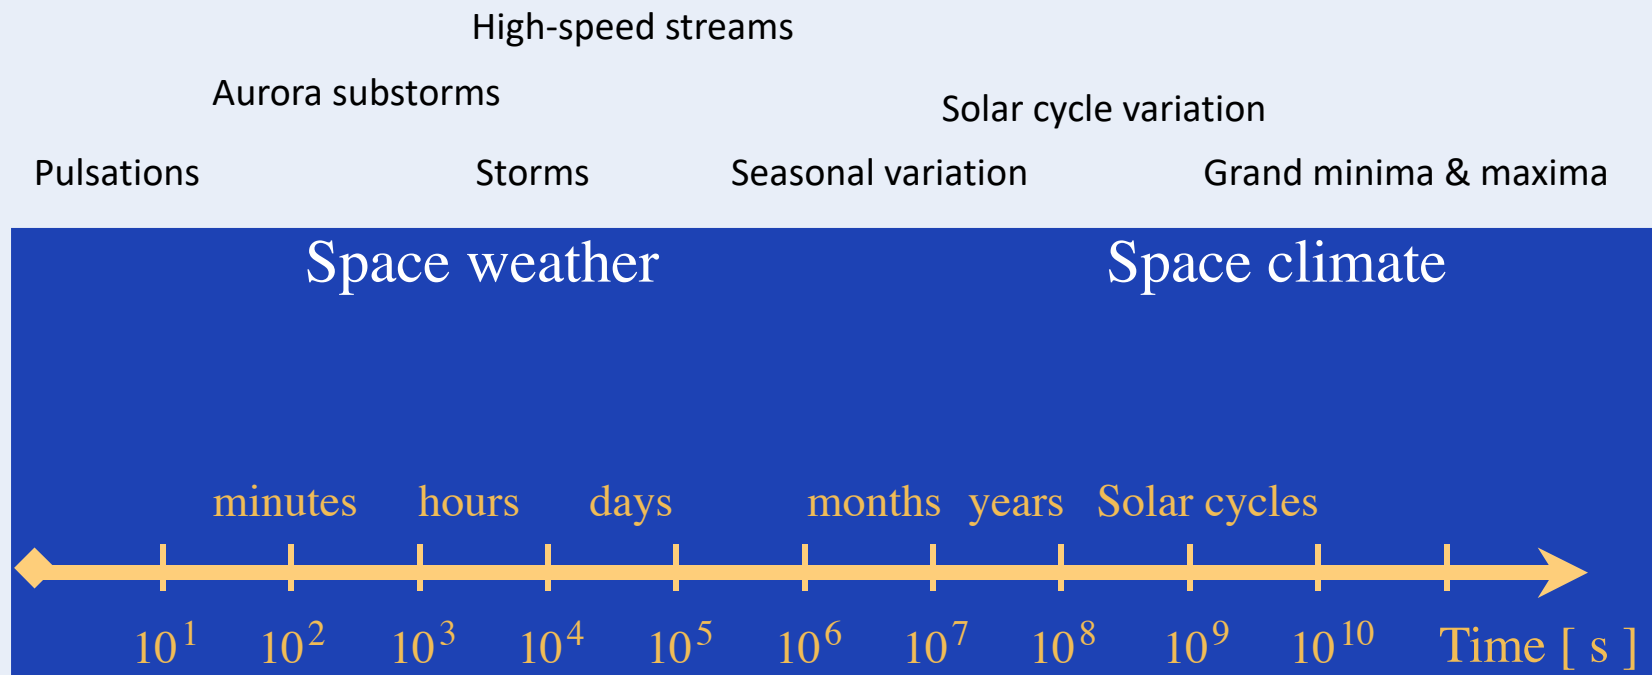 High-speed streams
Aurora substorms
Solar cycle variation
Pulsations Storms Seasonal variation Grand minima & maxima
Space weather Space climate
minutes hours days months years Solar cycles
10¹ 10² 10³ 10⁴ 10⁵ 10⁶ 10⁷ 10⁸ 10⁹ 10¹⁰ Time [ s ]